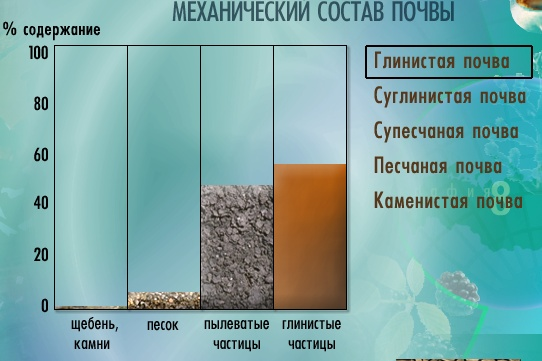 МЕХАНИЧЕСКИЙ СОСТАВ ПОЧВЫ
% содержание
100
80
60
40
20
0
щебень,
камни
песок
пылеватые
частицы
глинистые
частицы
Глинистая почва
Суглинистая почва
Супесчаная почва
Песчаная почва
Каменистая почва
8